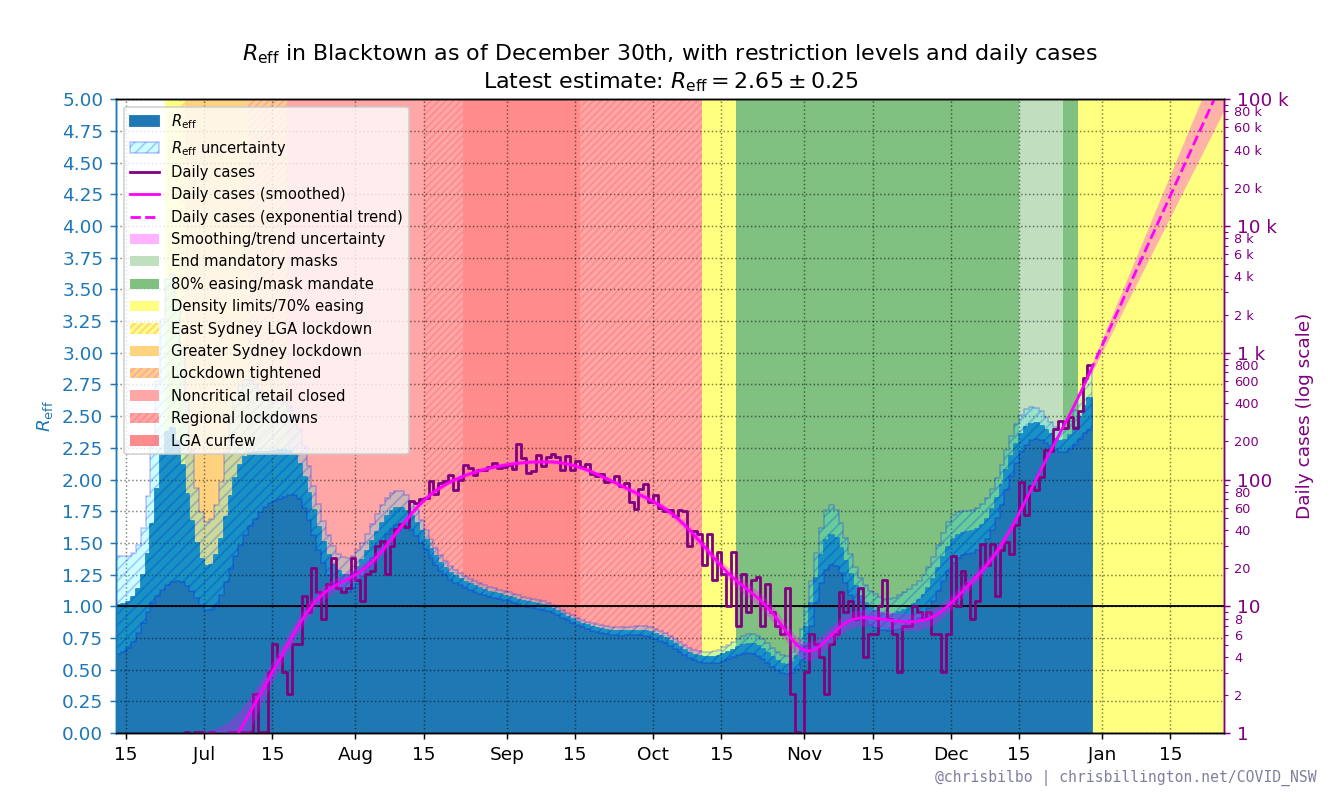 Reff in Blacktown as of December 30th, with restriction levels and daily cases
Latest estimate: Reff = 2.65 ± 0.25
5.00
4.75
4.50
4.25
4.00
3.75
3.50
3.25
3.00
2.75
2.50
2.25
2.00
1.75
1.50
1.25
1.00
0.75
0.50
0.25
0.00
Reff
Reff
Reff uncertainty
Daily cases
Daily cases (smoothed)
Daily cases (exponential trend)
Smoothing/trend uncertainty
End mandatory masks
80% easing/mask mandate
Density limits/70% easing
East Sydney LGA lockdown
Greater Sydney lockdown
Lockdown tightened
Noncritical retail closed
Regional lockdowns
LGA curfew
100 k
80 k
60 k
40 k
20 k
10 k
8 k
6 k
4 k
2 k
1 k
800
600
400
200
100
80
60
40
20
10
8
6
4
2
1
Daily cases (log scale)
15 Jul 15 Aug 15 Sep 15 Oct 15 Nov 15 Dec 15 Jan 15
@chrisbilbo | chrisbillington.net/COVID_NSW